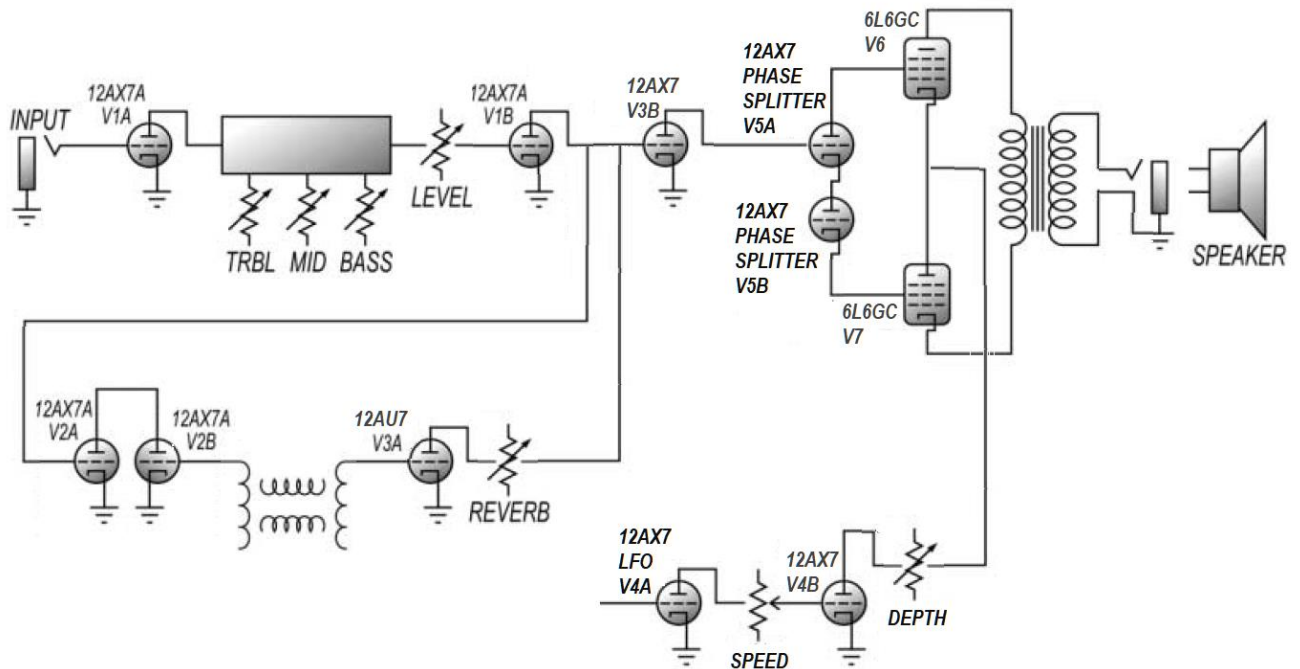 INPUT
12AX7A
V1A
TRBL
MID
BASS
LEVEL
12AX7A
V1B
12AX7
V3B
12AX7
PHASE
SPLITTER
V5A
12AX7
PHASE
SPLITTER
V5B
6L6GC
V6
6L6GC
V7
SPEAKER
12AX7A
V2A
12AX7A
V2B
12AU7
V3A
REVERB
12AX7
LFO
V4A
SPEED
12AX7
V4B
DEPTH